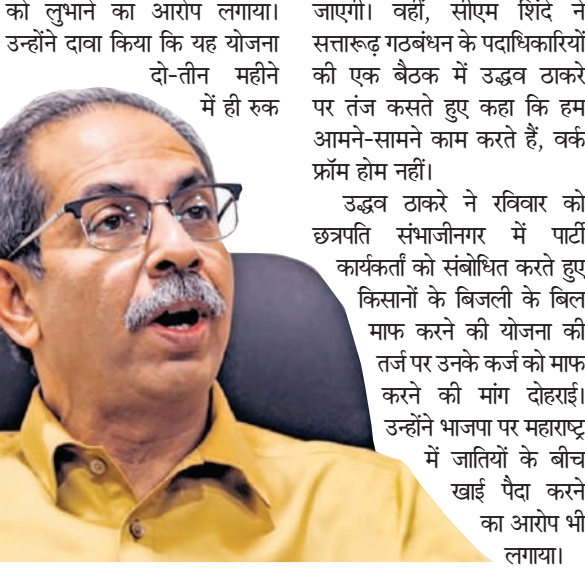 को लुभाने का आरोप लगाया।
उन्होंने दावा किया कि यह योजना
दो-तीन महीने
में ही रुक
जाएगी। वहीं, सीएम शिंदे ने
सत्तारूढ़ गठबंधन के पदाधिकारियों
की एक बैठक में उद्धव ठाकरे
पर तंज कसते हुए कहा कि हम
आमने-सामने काम करते हैं, वर्क
फ्रॉम होम नहीं।
उद्धव ठाकरे ने रविवार को
छत्रपति संभाजीनगर में पार्टी
कार्यकर्तां को संबोधित करते हुए
किसानों के बिजली के बिल
माफ करने की योजना की
तर्ज पर उनके कर्ज को माफ
करने की मांग दोहराई।
उन्होंने भाजपा पर महाराष्ट्र
में जातियों के बीच
खाई पैदा करने
का आरोप भी
लगाया।